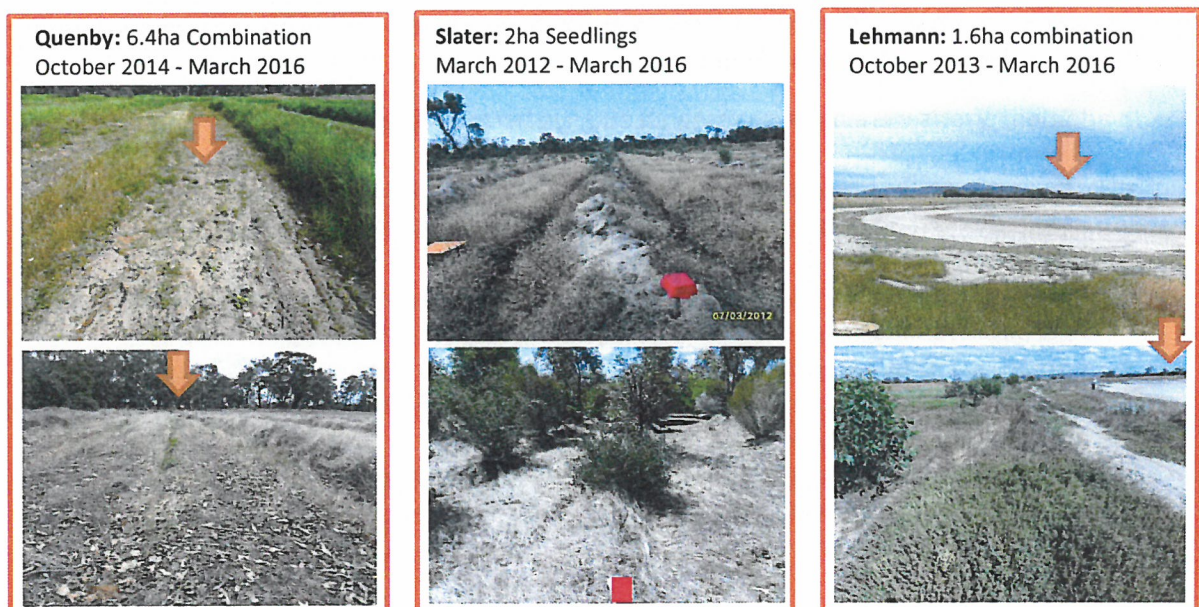 Quenby: 6.4ha Combination
October 2014 - March 2016
Slater: 2ha Seedlings
March 2012 - March 2016
07/03/2012
Lehmann: 1.6ha combination
October 2013 - March 2016